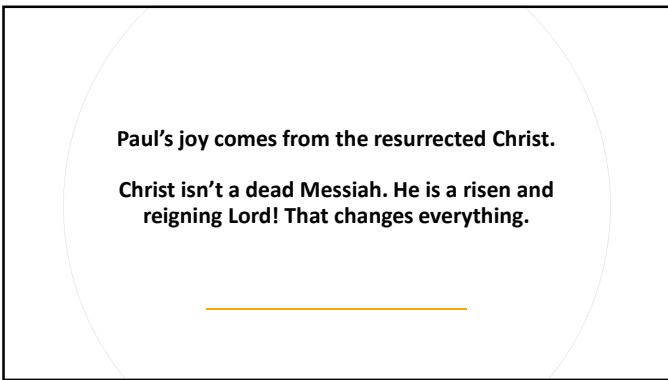 Paul’s joy comes from the resurrected Christ.
Christ isn’t a dead Messiah. He is a risen and
reigning Lord! That changes everything.